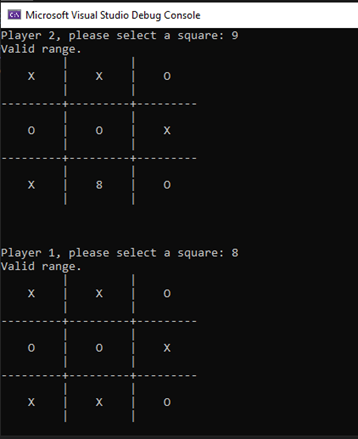 Microsoft Visual Studio Debug Console
Player 2, please select a square: 9
Valid range.
X | X | O
---------+---------+---------
O | O | X
---------+---------+---------
X | 8 | O
Player 1, please select a square: 8
Valid range.
X | X | O
---------+---------+---------
O | O | X
---------+---------+---------
X | X | O